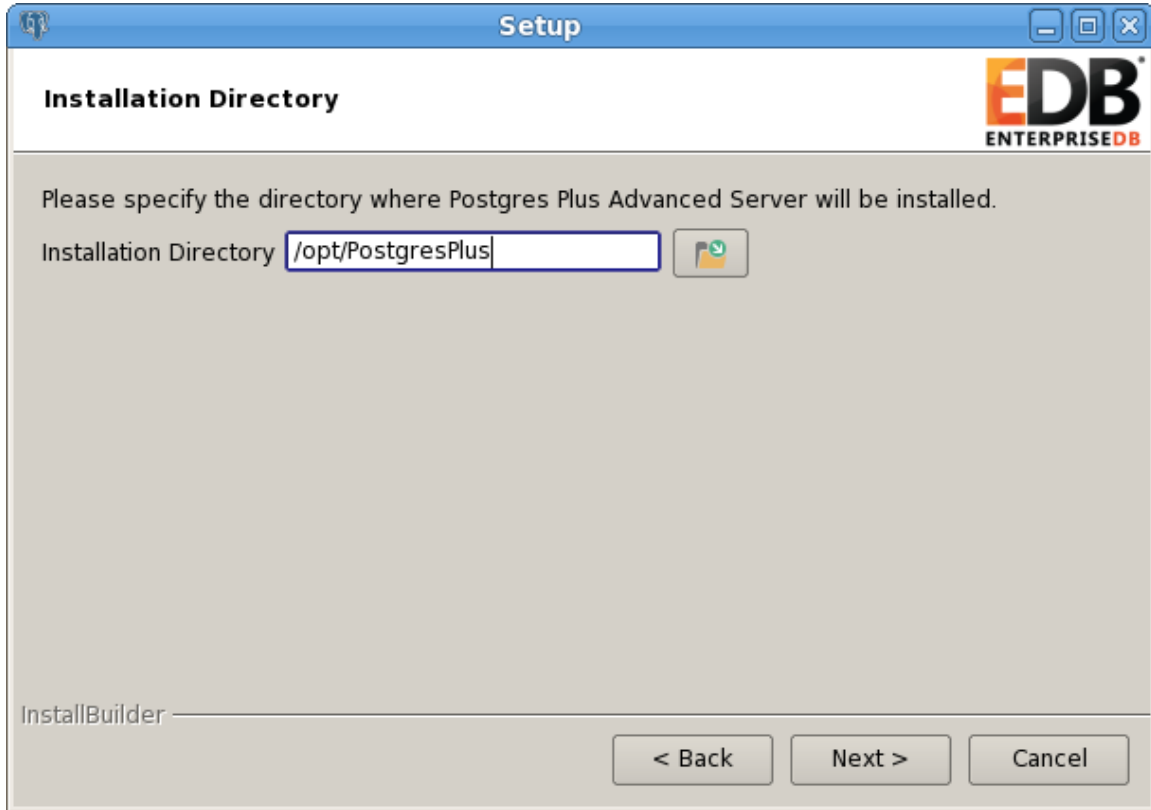 Setup
Installation Directory
EDB
ENTERPRISEDB
Please specify the directory where Postgres Plus Advanced Server will be installed.
Installation Directory /opt/PostgresPlus
InstallBuilder
< Back Next > Cancel